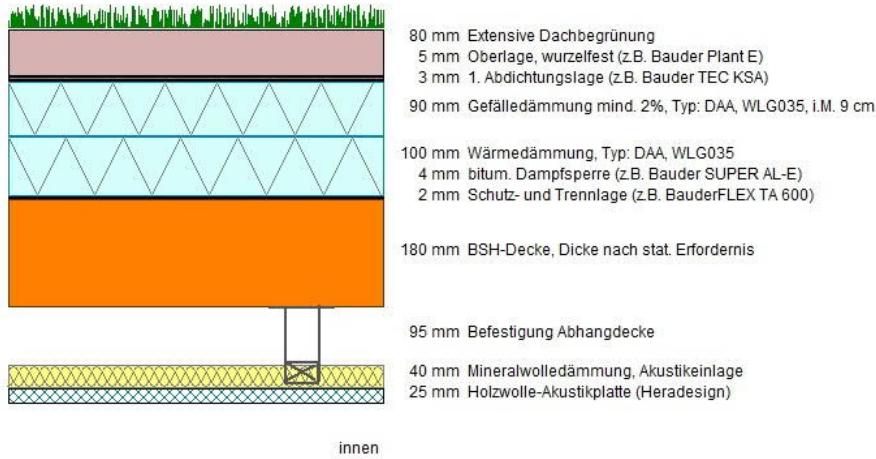 80 mm Extensive Dachbegrünung
5 mm Oberlage, wurzelfest (z.B. Bauder Plant E)
3 mm 1. Abdichtungslage (z.B. Bauder TEC KSA)
90 mm Gefälledämmung mind. 2%, Typ: DAA, WLG035, i.M. 9 cm
100 mm Wärmedämmung, Typ: DAA, WLG035
4 mm bitum. Dampfsperre (z.B. Bauder SUPER AL-E)
2 mm Schutz- und Trennlage (z.B. BauderFLEX TA 600)
180 mm BSH-Decke, Dicke nach stat. Erfordernis
95 mm Befestigung Abhangdecke
40 mm Mineralwolledämmung, Akustikeinlage
25 mm Holzwolle-Akustikplatte (Heradesign)
innen